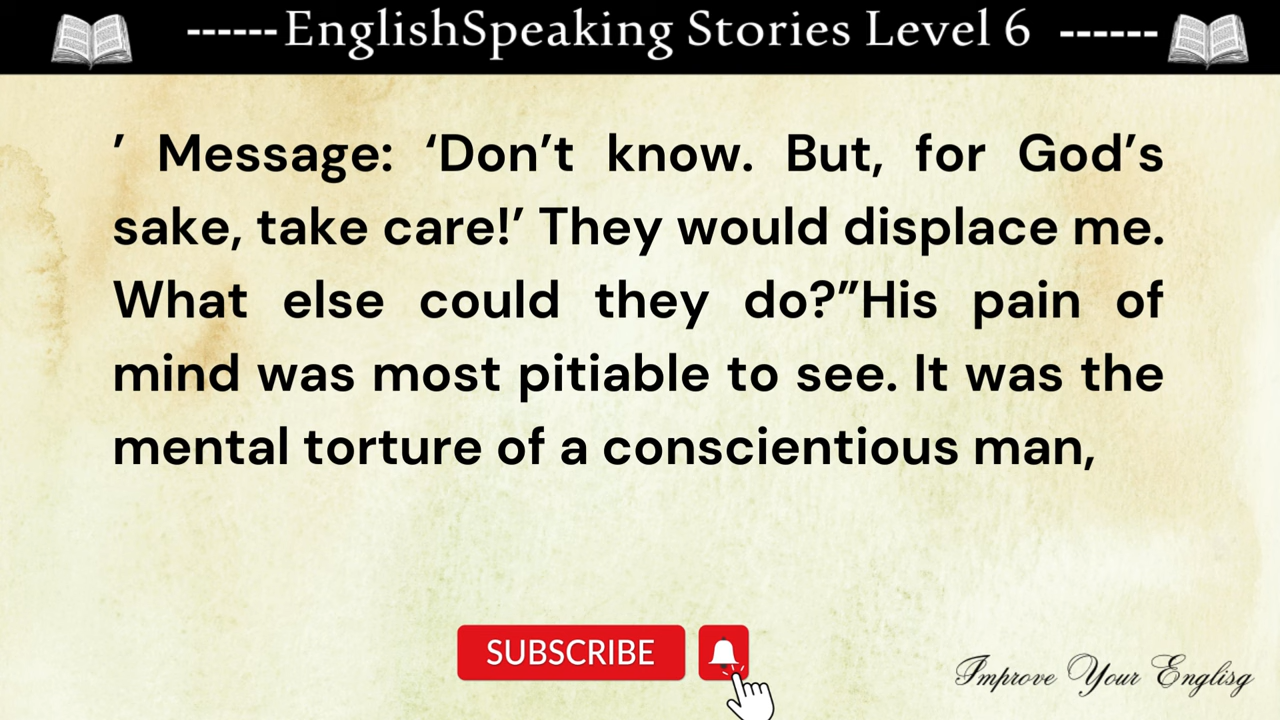 ------EnglishSpeaking Stories Level 6 ------
’ Message: ‘Don’t know. But, for God’s
sake, take care!’ They would displace me.
What else could they do?”His pain of
mind was most pitiable to see. It was the
mental torture of a conscientious man,
SUBSCRIBE
Improve Your Englisg